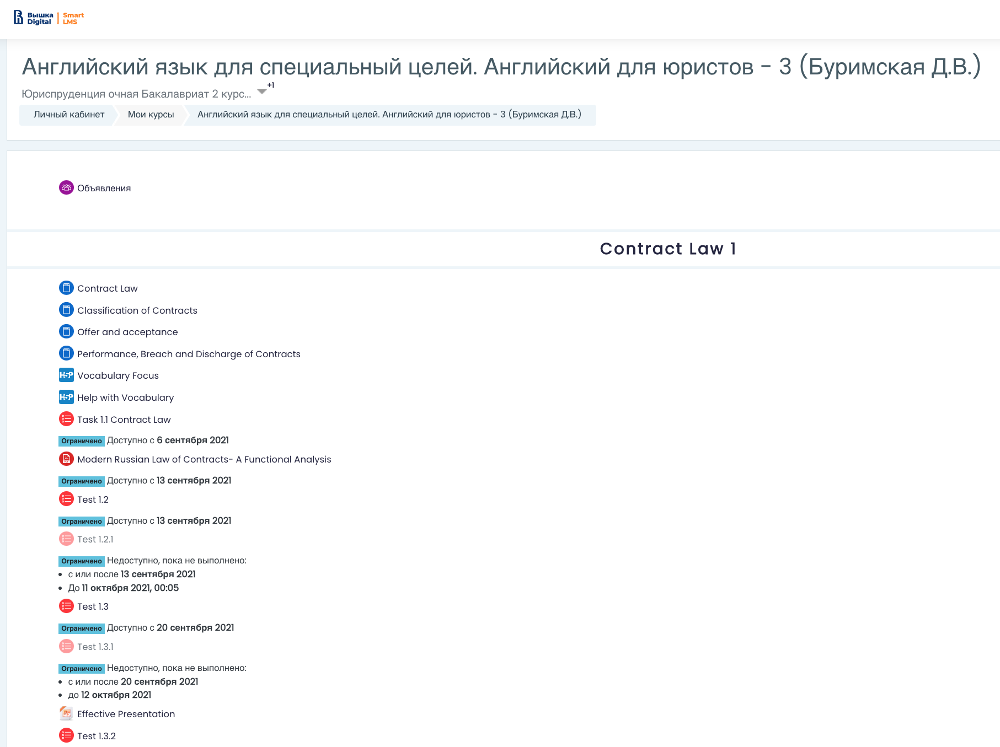 Вышка Digital | Smart LMS
Английский язык для специальный целей. Английский для юристов - 3 (Буримская Д.В.)
Юриспруденция очная Бакалавриат 2 курс... +1
Личный кабинет Мои курсы Английский язык для специальный целей. Английский для юристов - 3 (Буримская Д.В.)
Объявления
Contract Law 1
Contract Law
Classification of Contracts
Offer and acceptance
Performance, Breach and Discharge of Contracts
H-P Vocabulary Focus
H-P Help with Vocabulary
Task 1.1 Contract Law
Ограничено Доступно с 6 сентября 2021
Modern Russian Law of Contracts- A Functional Analysis
Ограничено Доступно с 13 сентября 2021
Test 1.2
Ограничено Доступно с 13 сентября 2021
Test 1.2.1
Ограничено Недоступно, пока не выполнено:
• с или после 13 сентября 2021
• До 11 октября 2021, 00:05
Test 1.3
Ограничено Доступно с 20 сентября 2021
Test 1.3.1
Ограничено Недоступно, пока не выполнено:
• с или после 20 сентября 2021
• до 12 октября 2021
Effective Presentation
Test 1.3.2